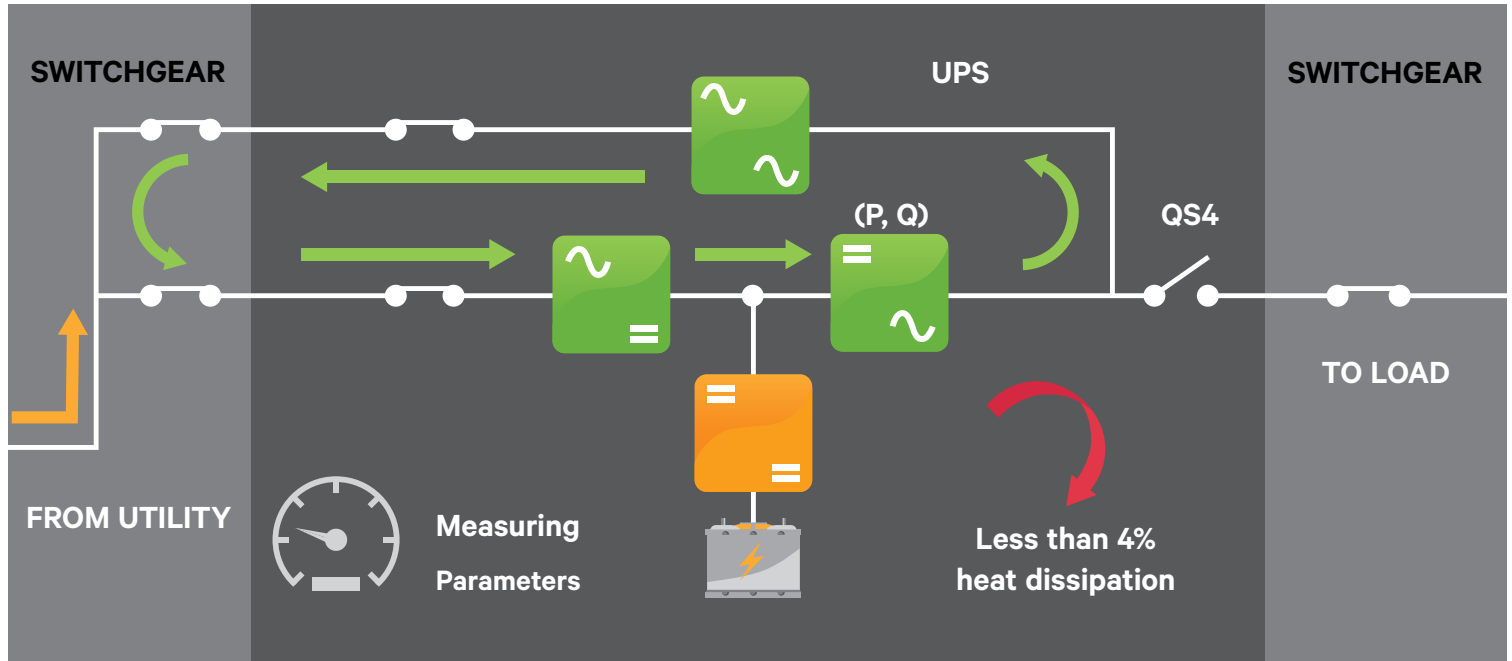 SWITCHGEAR
UPS
SWITCHGEAR
(P, Q)
QS4
TO LOAD
FROM UTILITY
Measuring
Parameters
Less than 4%
heat dissipation